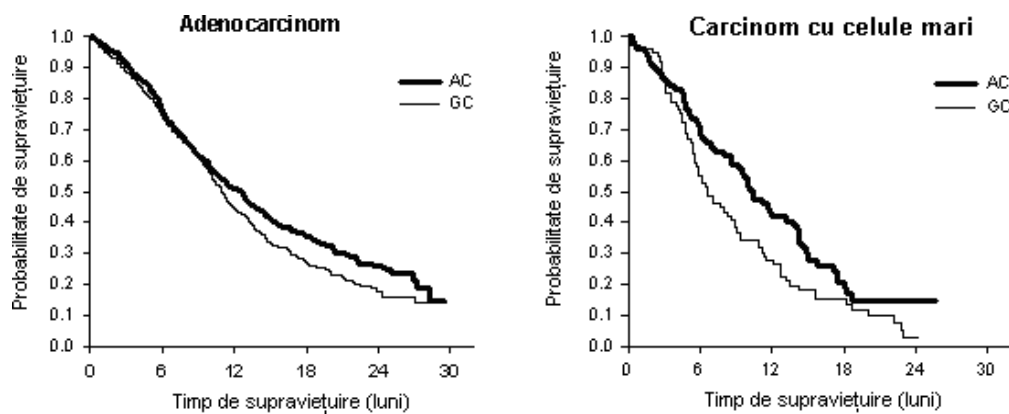 Adenocarcinom
Probabilitate de supraviețuire
1.0
0.9
0.8
0.7
0.6
0.5
0.4
0.3
0.2
0.1
0.0
AC
GC
0 6 12 18 24 30
Timp de supraviețuire (luni)
Carcinom cu celule mari
Probabilitate de supraviețuire
1.0
0.9
0.8
0.7
0.6
0.5
0.4
0.3
0.2
0.1
0.0
AC
GC
0 6 12 18 24 30
Timp de supraviețuire (luni)